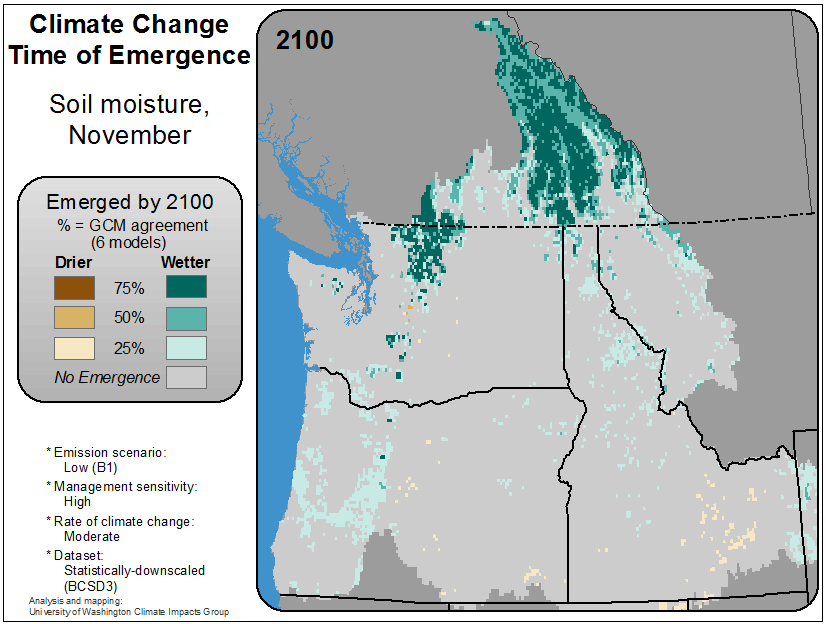 Climate Change
Time of Emergence
Soil moisture,
November
Emerged by 2100
% = GCM agreement
(6 models)
Drier Wetter
75%
50%
25%
No Emergence
* Emission scenario:
Low (B1)
* Management sensitivity:
High
* Rate of climate change:
Moderate
* Dataset:
Statistically-downscaled
(BCSD3)
Analysis and mapping:
University of Washington Climate Impacts Group
2100